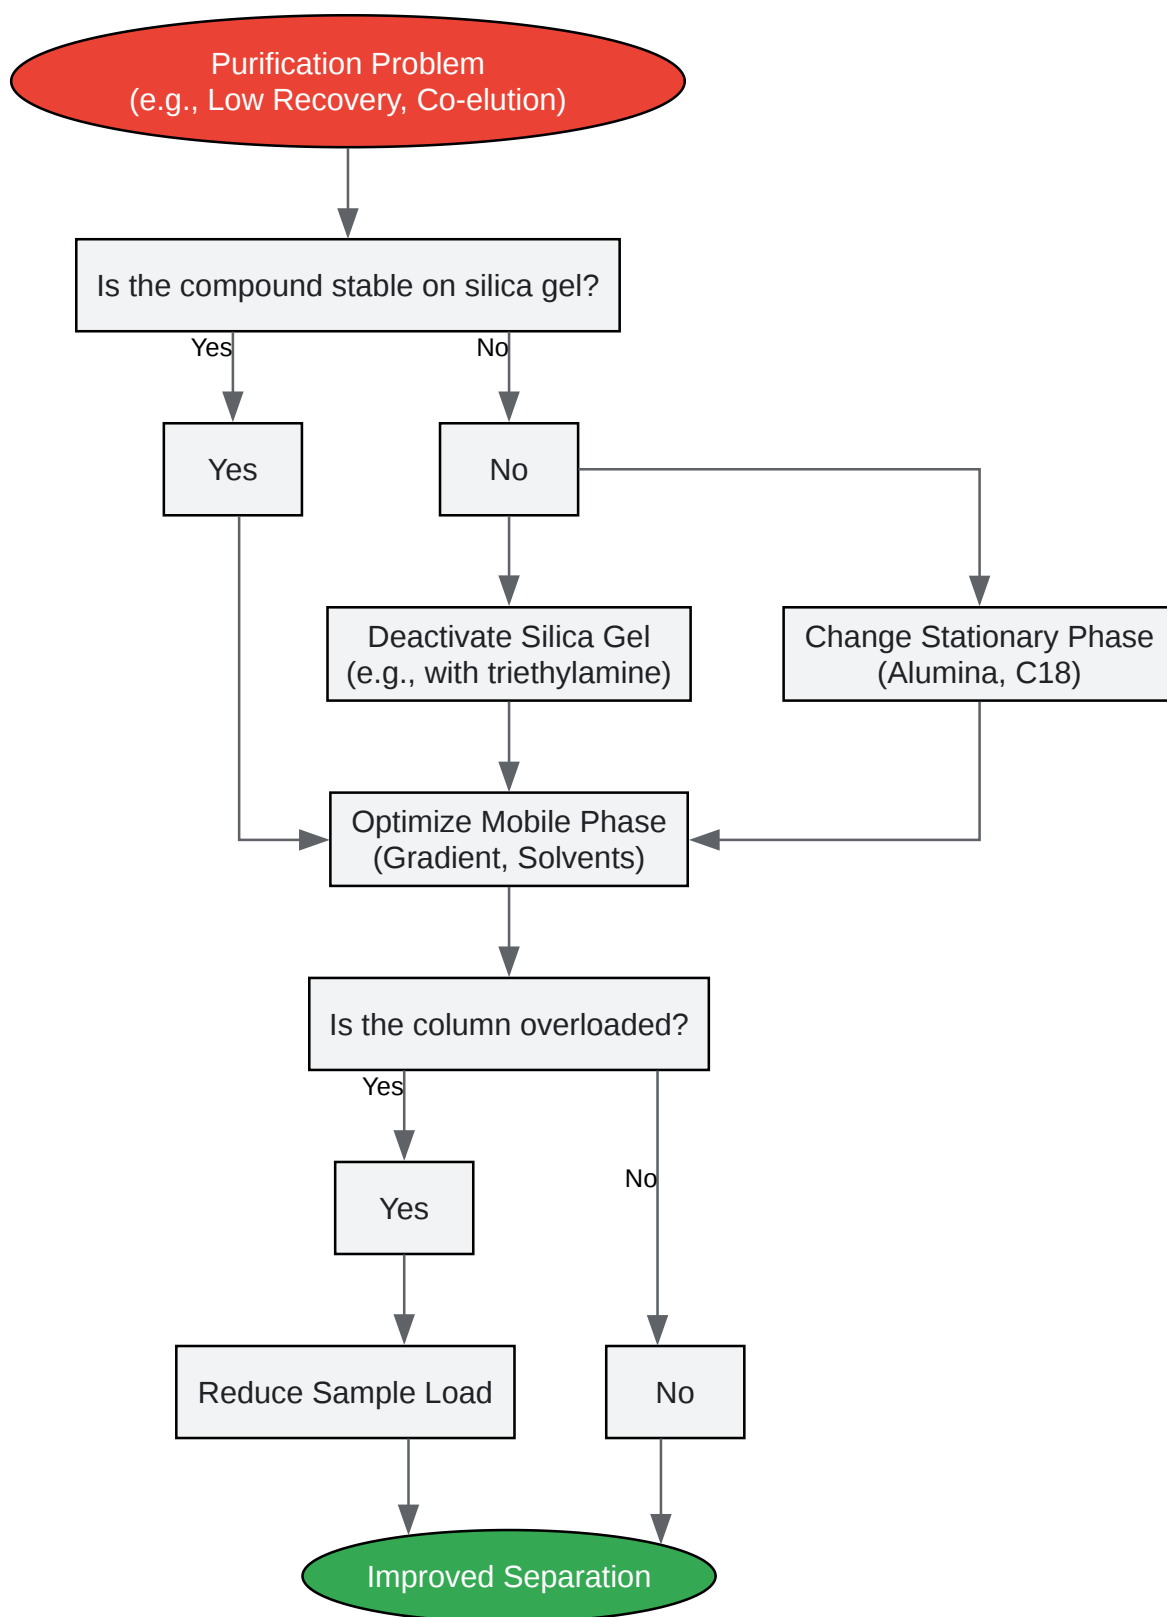 Purification Problem
(e.g., Low Recovery, Co-elution)
Is the compound stable on silica gel?
Yes
No
Yes
No
Deactivate Silica Gel
(e.g., with triethylamine)
Change Stationary Phase
(Alumina, C18)
Optimize Mobile Phase
(Gradient, Solvents)
Is the column overloaded?
Yes
No
Yes
Reduce Sample Load
No
Improved Separation